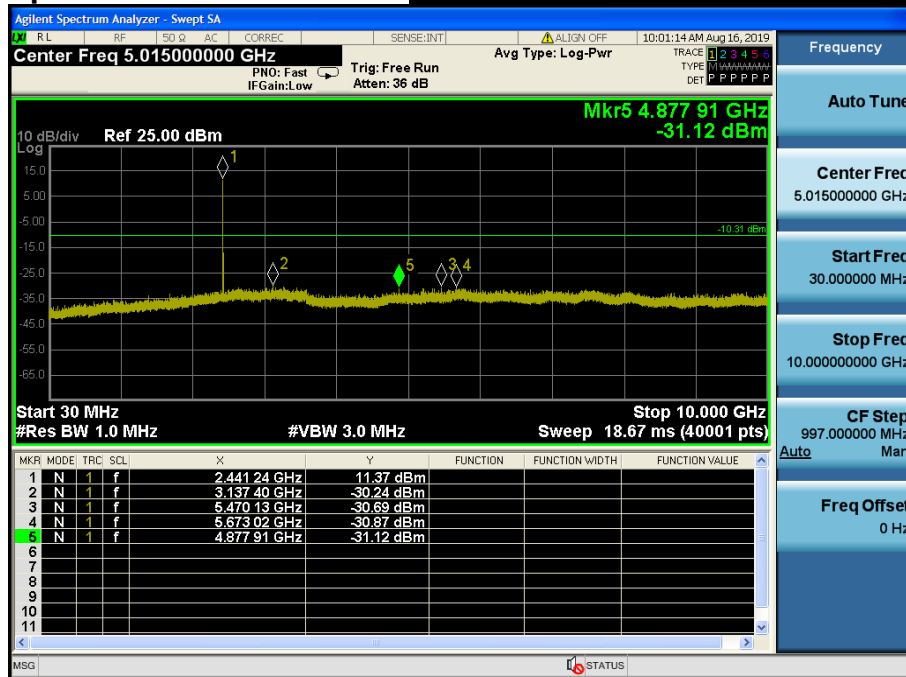 Agilent Spectrum Analyzer - Swept SA
LXI RL RF 50 Ω AC CORREC SENSE:INT ALIGN OFF 10:01:14 AM Aug 16, 2019
Center Freq 5.015000000 GHz
PNO: Fast
IFGain:Low
Trig: Free Run
Atten: 36 dB
Avg Type: Log-Pwr
TRACE 1 2 3 4 5 6
TYPE M WWWWW
DET P P P P P P
Mkr5 4.877 91 GHz
-31.12 dBm
10 dB/div Ref 25.00 dBm
Log
15.0
5.00
-5.00
-15.0
-25.0
-35.0
-45.0
-55.0
-65.0
1
2
5
3
4
-10.31 dBm
Start 30 MHz Stop 10.000 GHz
#Res BW 1.0 MHz #VBW 3.0 MHz Sweep 18.67 ms (40001 pts)
MKR MODE TRC SCL X Y FUNCTION FUNCTION WIDTH FUNCTION VALUE
1 N 1 f 2.441 24 GHz 11.37 dBm
2 N 1 f 3.137 40 GHz -30.24 dBm
3 N 1 f 5.470 13 GHz -30.69 dBm
4 N 1 f 5.673 02 GHz -30.87 dBm
5 N 1 f 4.877 91 GHz -31.12 dBm
6
7
8
9
10
11
MSG STATUS
Frequency
Auto Tune
Center Freq
5.015000000 GHz
Start Freq
30.000000 MHz
Stop Freq
10.000000000 GHz
CF Step
997.000000 MHz
Auto Man
Freq Offset
0 Hz